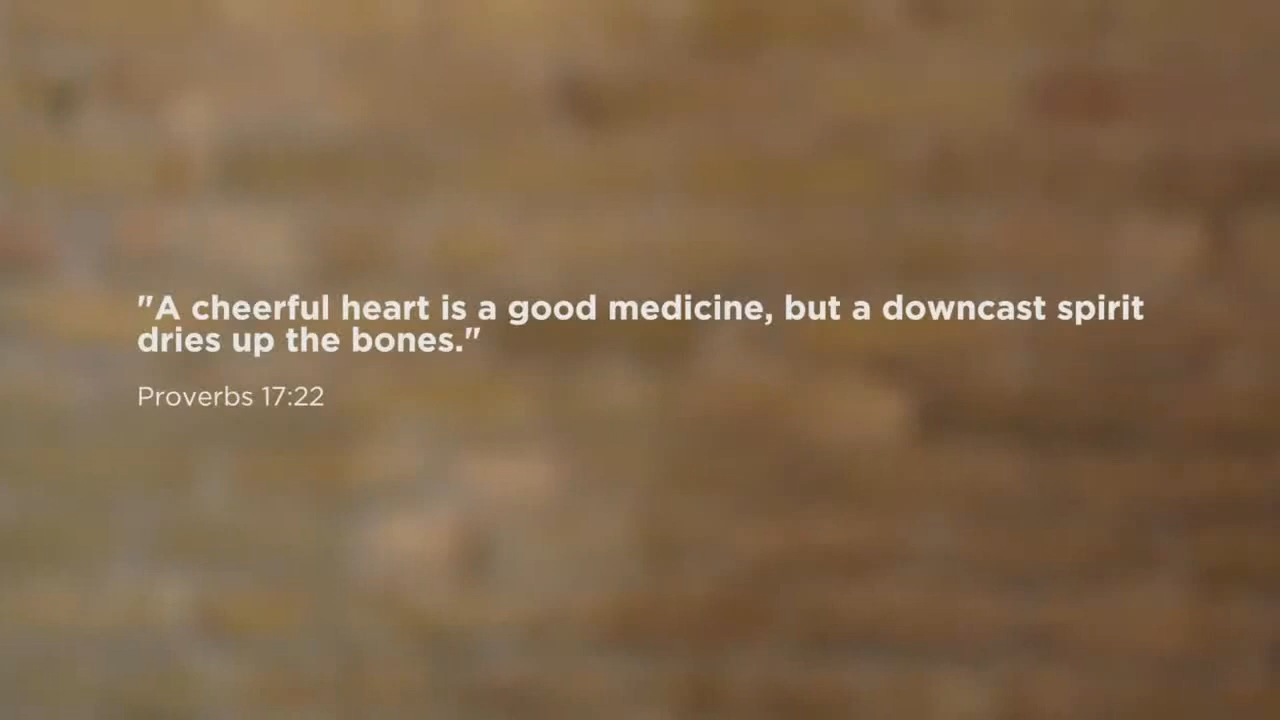 "A cheerful heart is a good medicine, but a downcast spirit
dries up the bones."
Proverbs 17:22